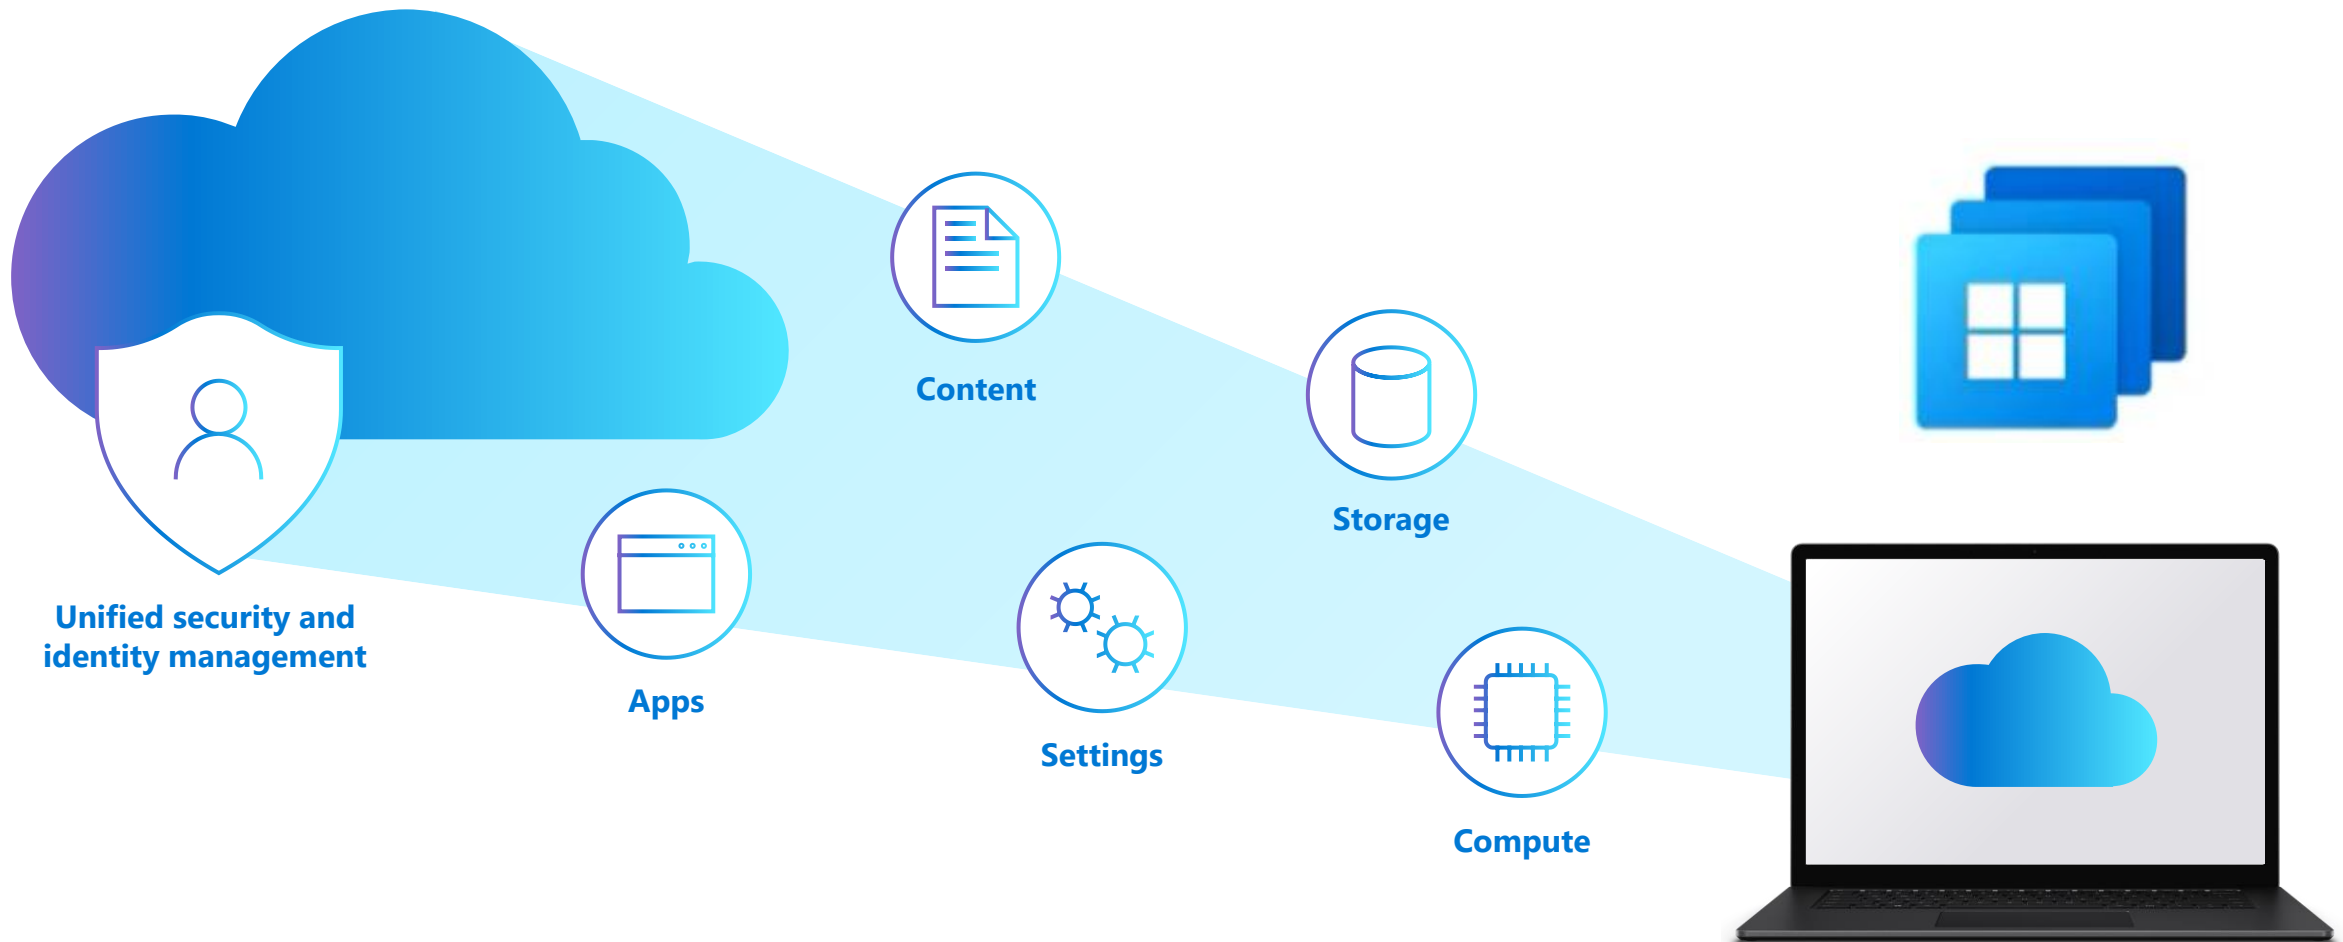 Content
Storage
Unified security and
identity management
Apps
Settings
Compute